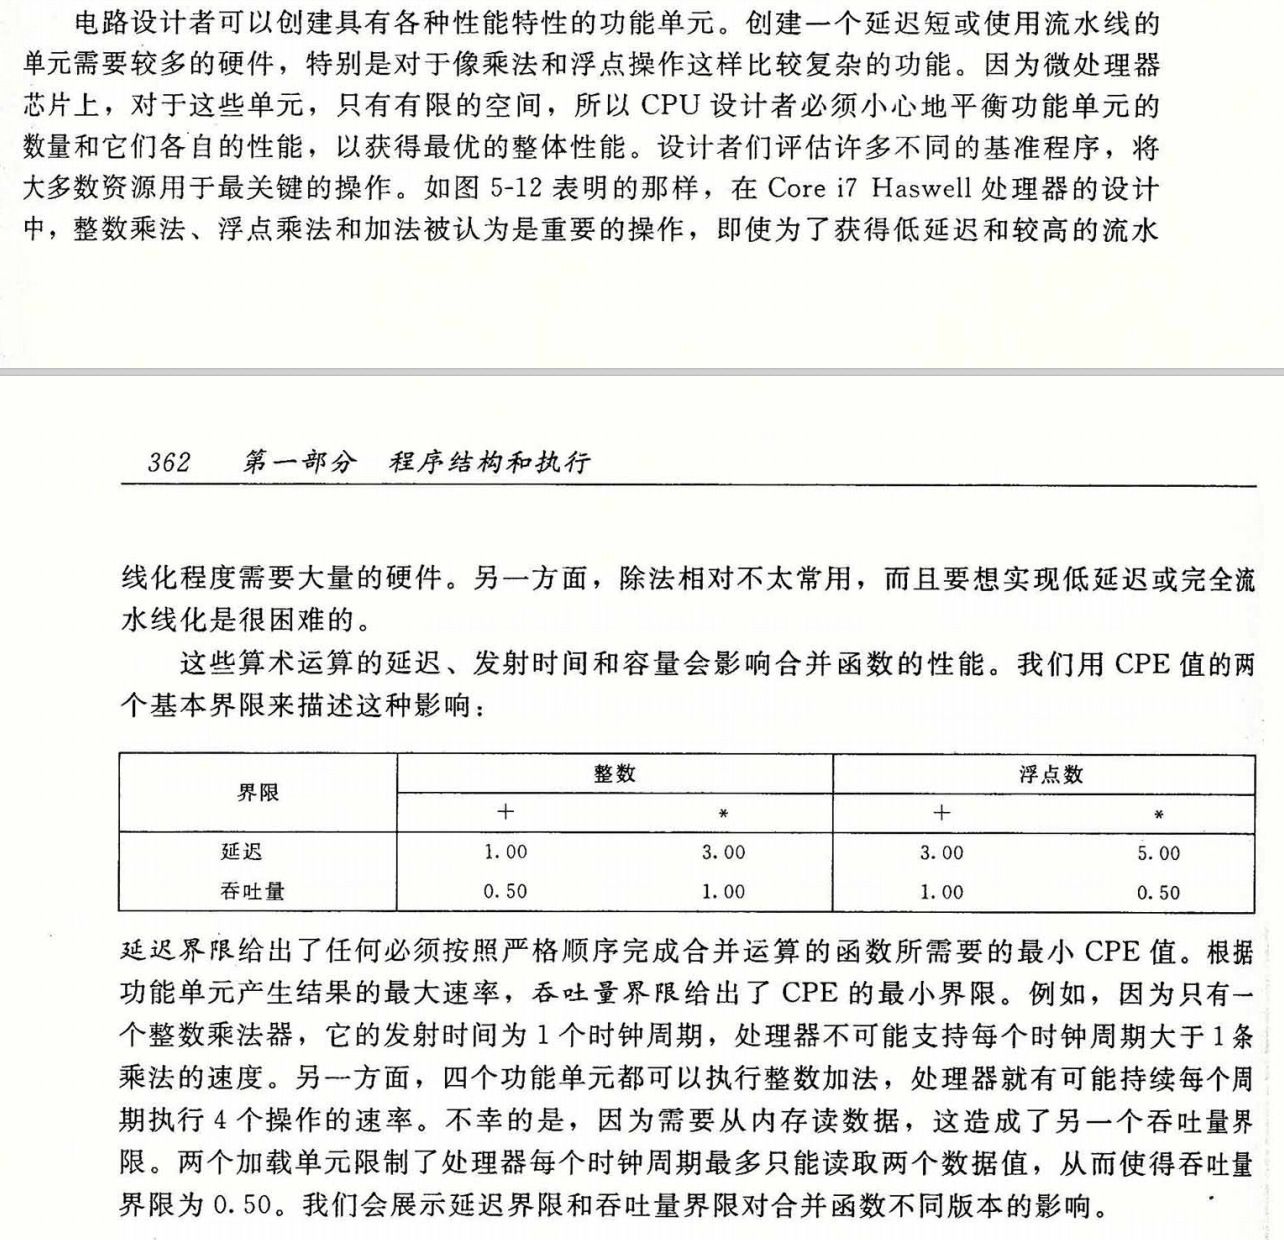 电路设计者可以创建具有各种性能特性的功能单元。创建一个延迟短或使用流水线的
单元需要较多的硬件，特别是对于像乘法和浮点操作这样比较复杂的功能。因为微处理器
芯片上，对于这些单元，只有有限的空间，所以 CPU 设计者必须小心地平衡功能单元的
数量和它们各自的性能，以获得最优的整体性能。设计者们评估许多不同的基准程序，将
大多数资源用于最关键的操作。如图 5-12 表明的那样，在 Core i7 Haswell 处理器的设计
中，整数乘法、浮点乘法和加法被认为是重要的操作，即使为了获得低延迟和较高的流水
362 第一部分 程序结构和执行
线化程度需要大量的硬件。另一方面，除法相对不太常用，而且要想实现低延迟或完全流
水线化是很困难的。
这些算术运算的延迟、发射时间和容量会影响合并函数的性能。我们用 CPE 值的两
个基本界限来描述这种影响：
界限 整数 浮点数
+ * + *
延迟 1.00 3.00 3.00 5.00
吞吐量 0.50 1.00 1.00 0.50
延迟界限给出了任何必须按照严格顺序完成合并运算的函数所需要的最小 CPE 值。根据
功能单元产生结果的最大速率，吞吐量界限给出了 CPE 的最小界限。例如，因为只有一
个整数乘法器，它的发射时间为 1 个时钟周期，处理器不可能支持每个时钟周期大于 1 条
乘法的速度。另一方面，四个功能单元都可以执行整数加法，处理器就有可能持续每个周
期执行 4 个操作的速率。不幸的是，因为需要从内存读数据，这造成了另一个吞吐量界
限。两个加载单元限制了处理器每个时钟周期最多只能读取两个数据值，从而使得吞吐量
界限为 0.50。我们会展示延迟界限和吞吐量界限对合并函数不同版本的影响。